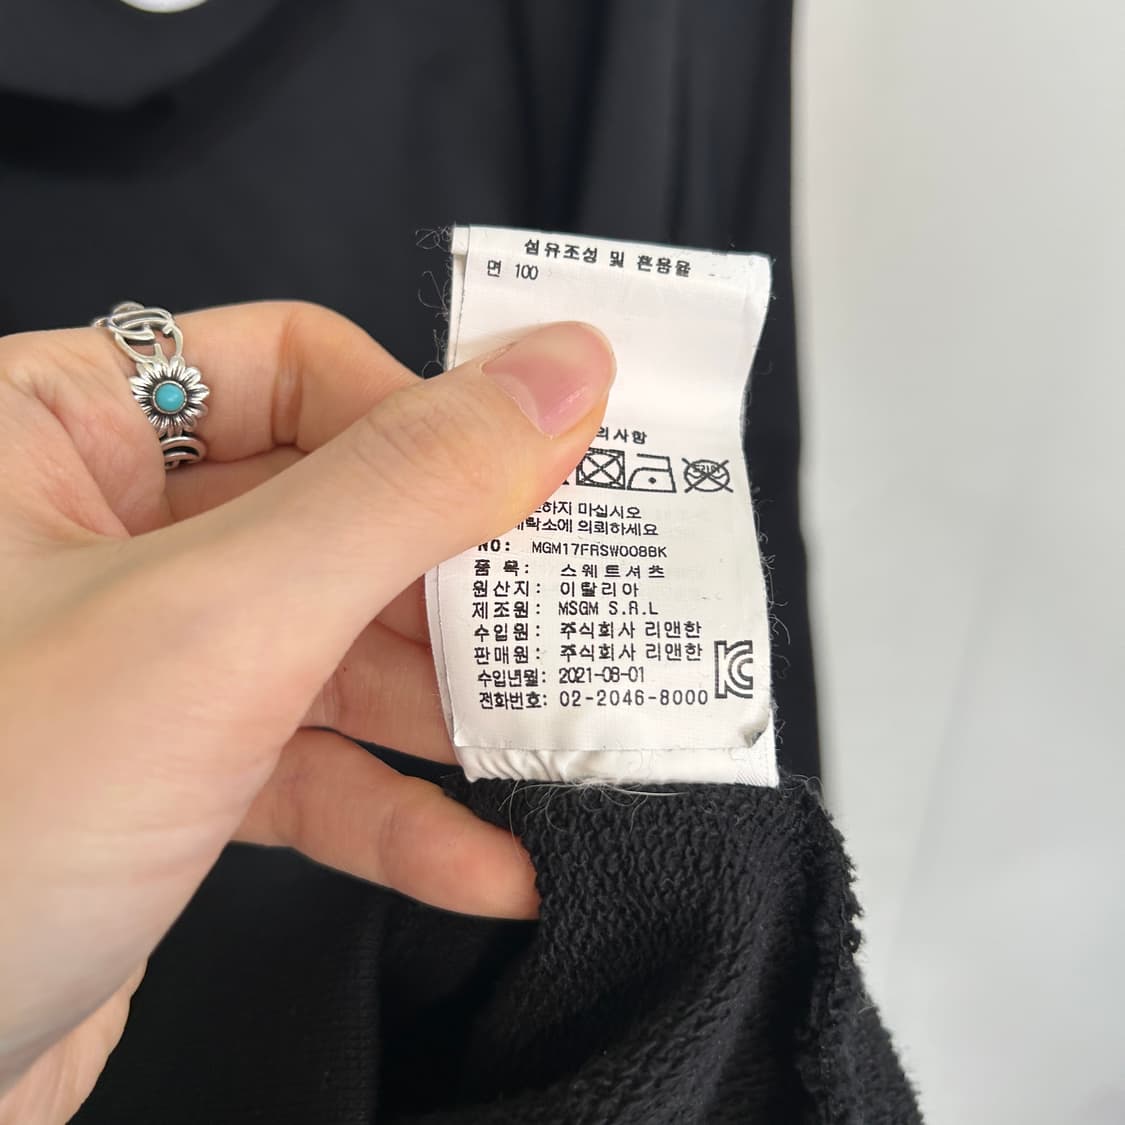 섬유조성 및 혼용율
면 100
의사항
하지 마십시오
세탁소에 의뢰하세요
NO: MGM17FRSW008BK
품 목: 스웨트셔츠
원산지: 이탈리아
제조원: MSGM S.R.L
수입원: 주식회사 리앤한
판매원: 주식회사 리앤한
수입년월: 2021-08-01
전화번호: 02-2046-8000